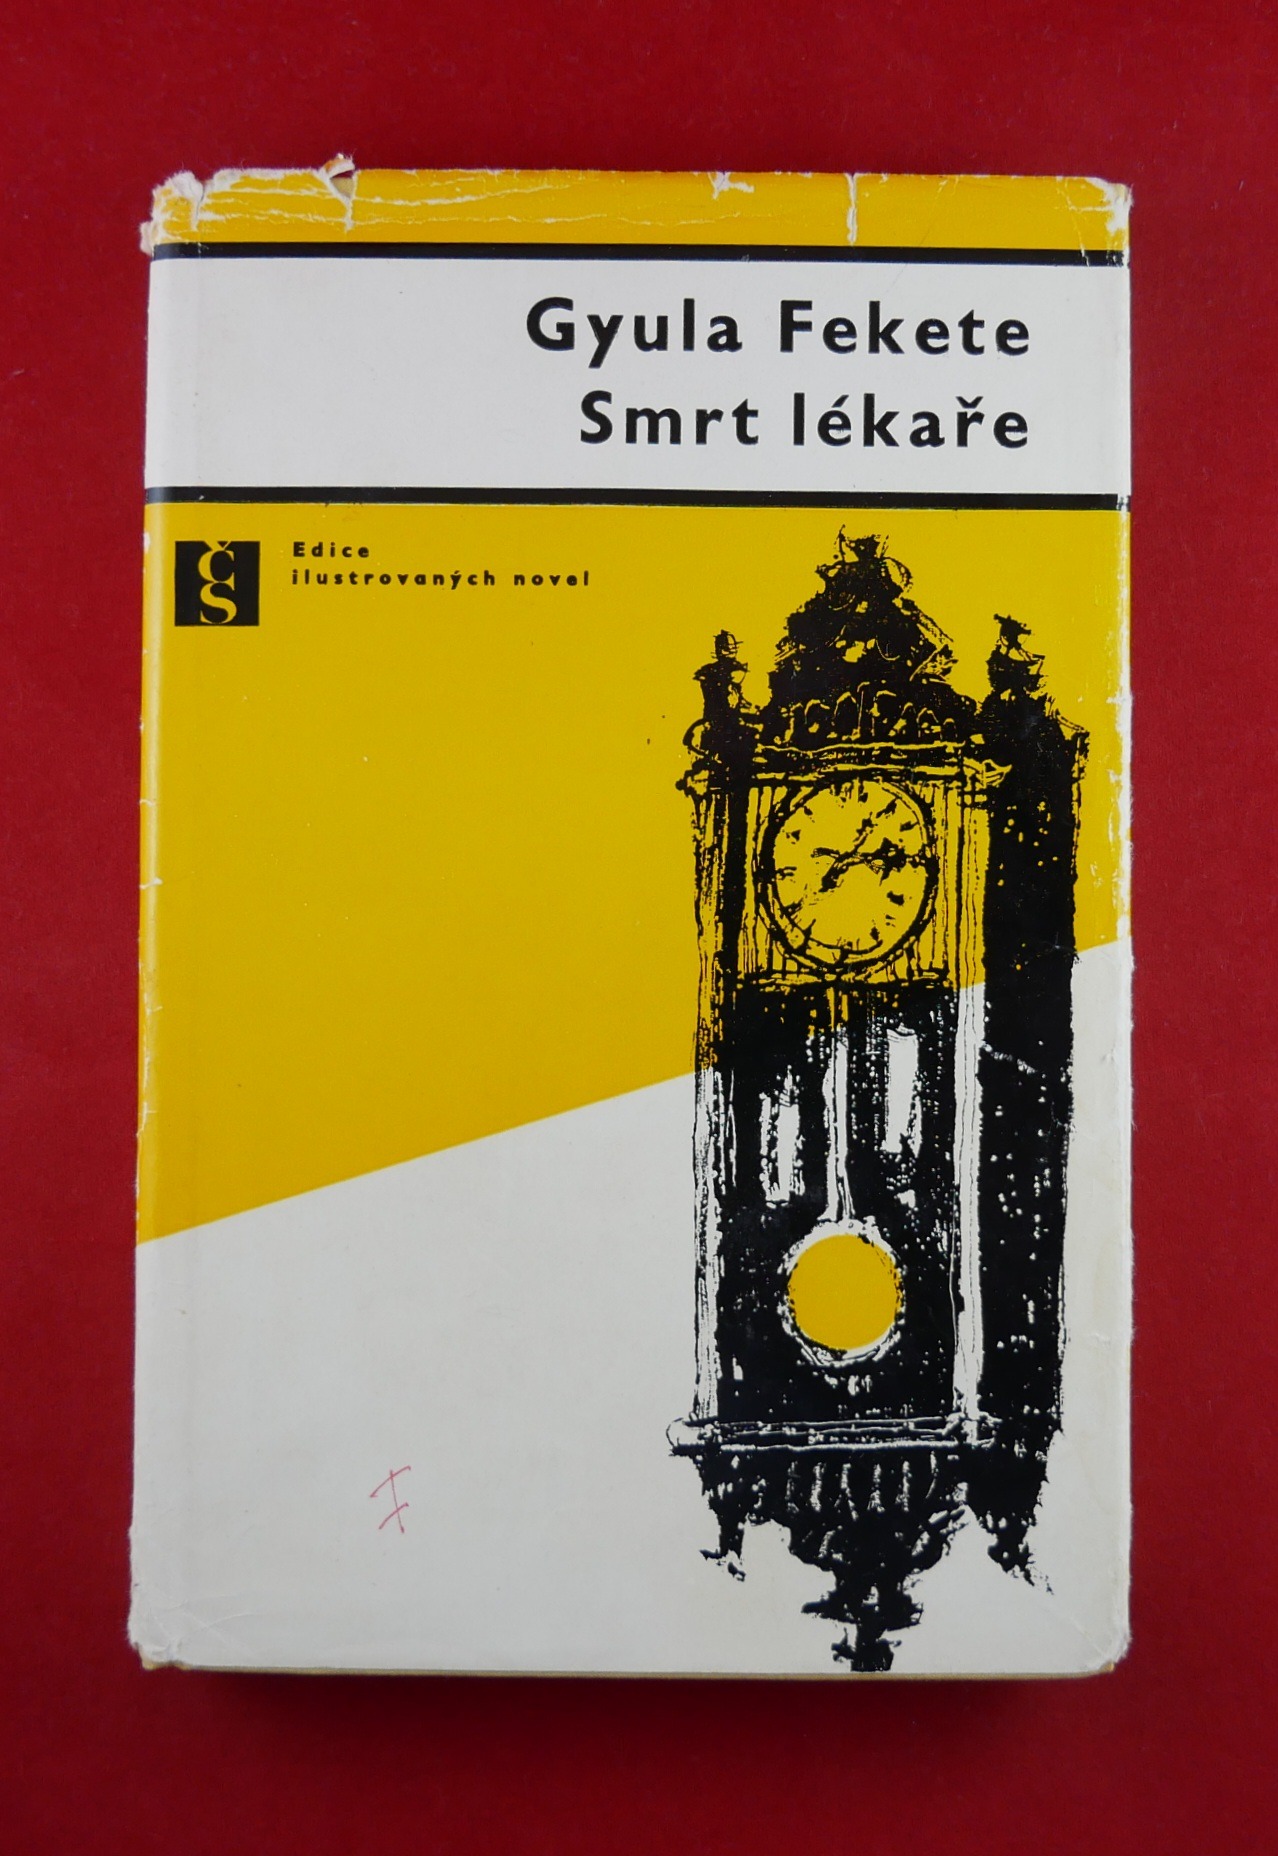 Gyula Fekete
Smrt lékaře
ČS
Edice
ilustrovaných novel